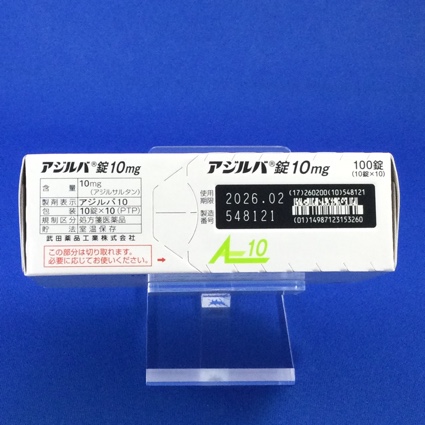 アジルバ®錠10mg
含 量 10mg
(アジルサルタン)
製剤表示 アジルバ10
包 装 10錠×10(PTP)
規制区分 処方箋医薬品
貯 法 室温保存
武田薬品工業株式会社
この部分は切り取れます。
必要に応じてお使いください。
アジルバ®錠10mg
100錠
(10錠×10)
使用期限 2026.02
製造番号 548121
(17)260200(10)548121
(01)14987123153260
A 10